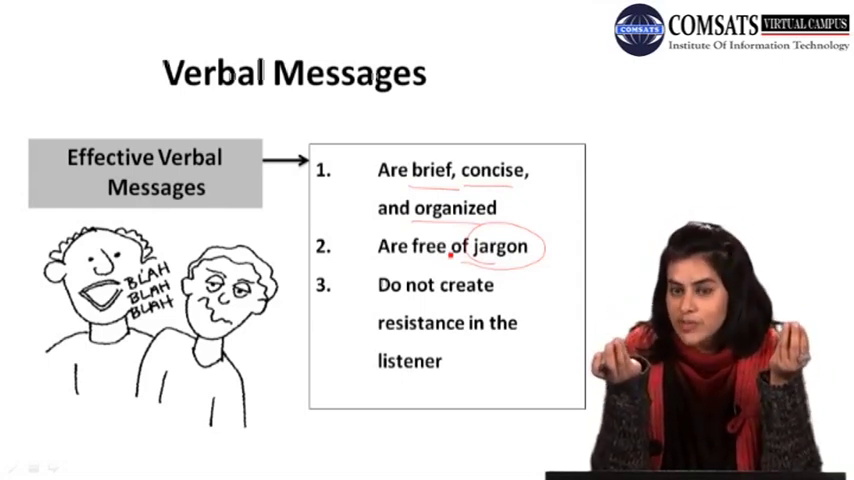 COMSATS VIRTUAL CAMPUS
COMSATS
Institute Of Information Technology
Verbal Messages
Effective Verbal
Messages
1. Are brief, concise,
and organized
2. Are free of jargon
3. Do not create
resistance in the
listener
BLAH
BLAH
BLAH